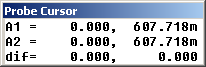 Probe Cursor
A1 = 0.000, 607.718m
A2 = 0.000, 607.718m
dif= 0.000, 0.000